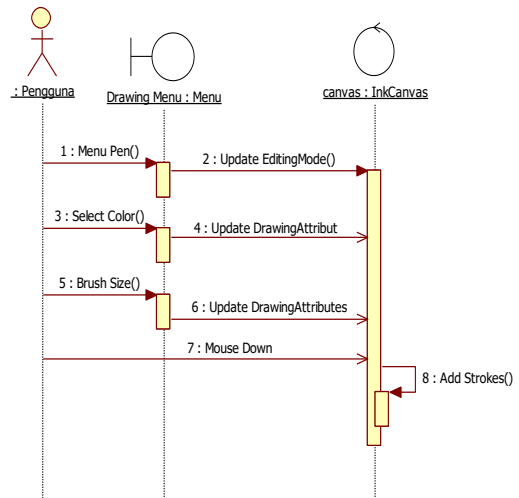 : Pengguna
Drawing Menu : Menu
canvas : InkCanvas
1 : Menu Pen()
2 : Update EditingMode()
3 : Select Color()
4 : Update DrawingAttribut
5 : Brush Size()
6 : Update DrawingAttributes
7 : Mouse Down
8 : Add Strokes()